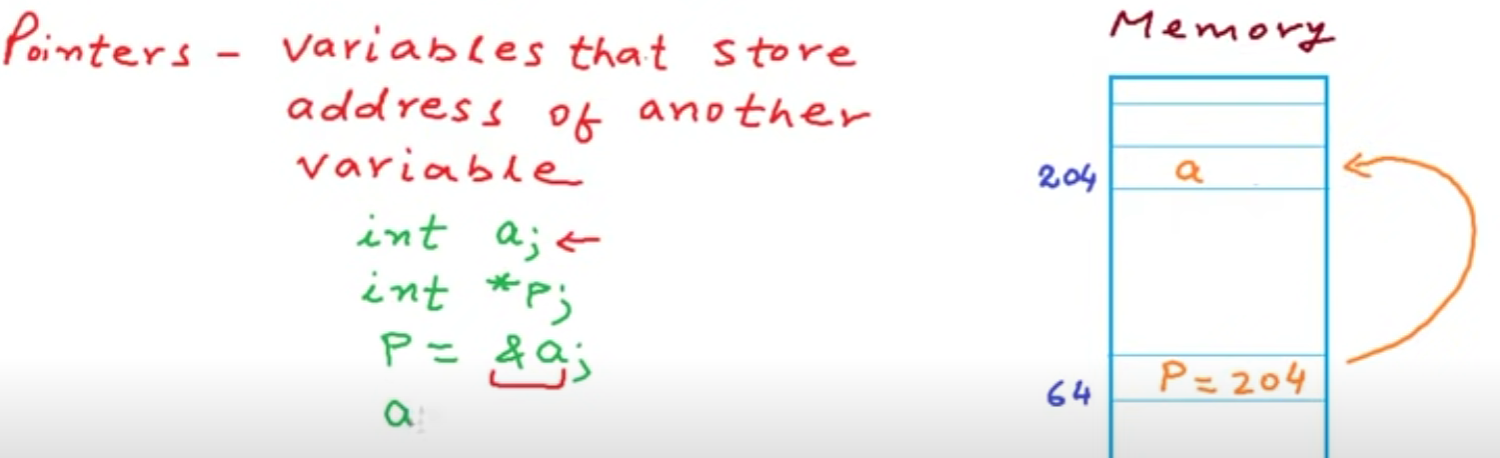 Pointers - variables that store
address of another
variable
int a; ←
int *p;
P = &a;
a
Memory
204
a
64
P = 204